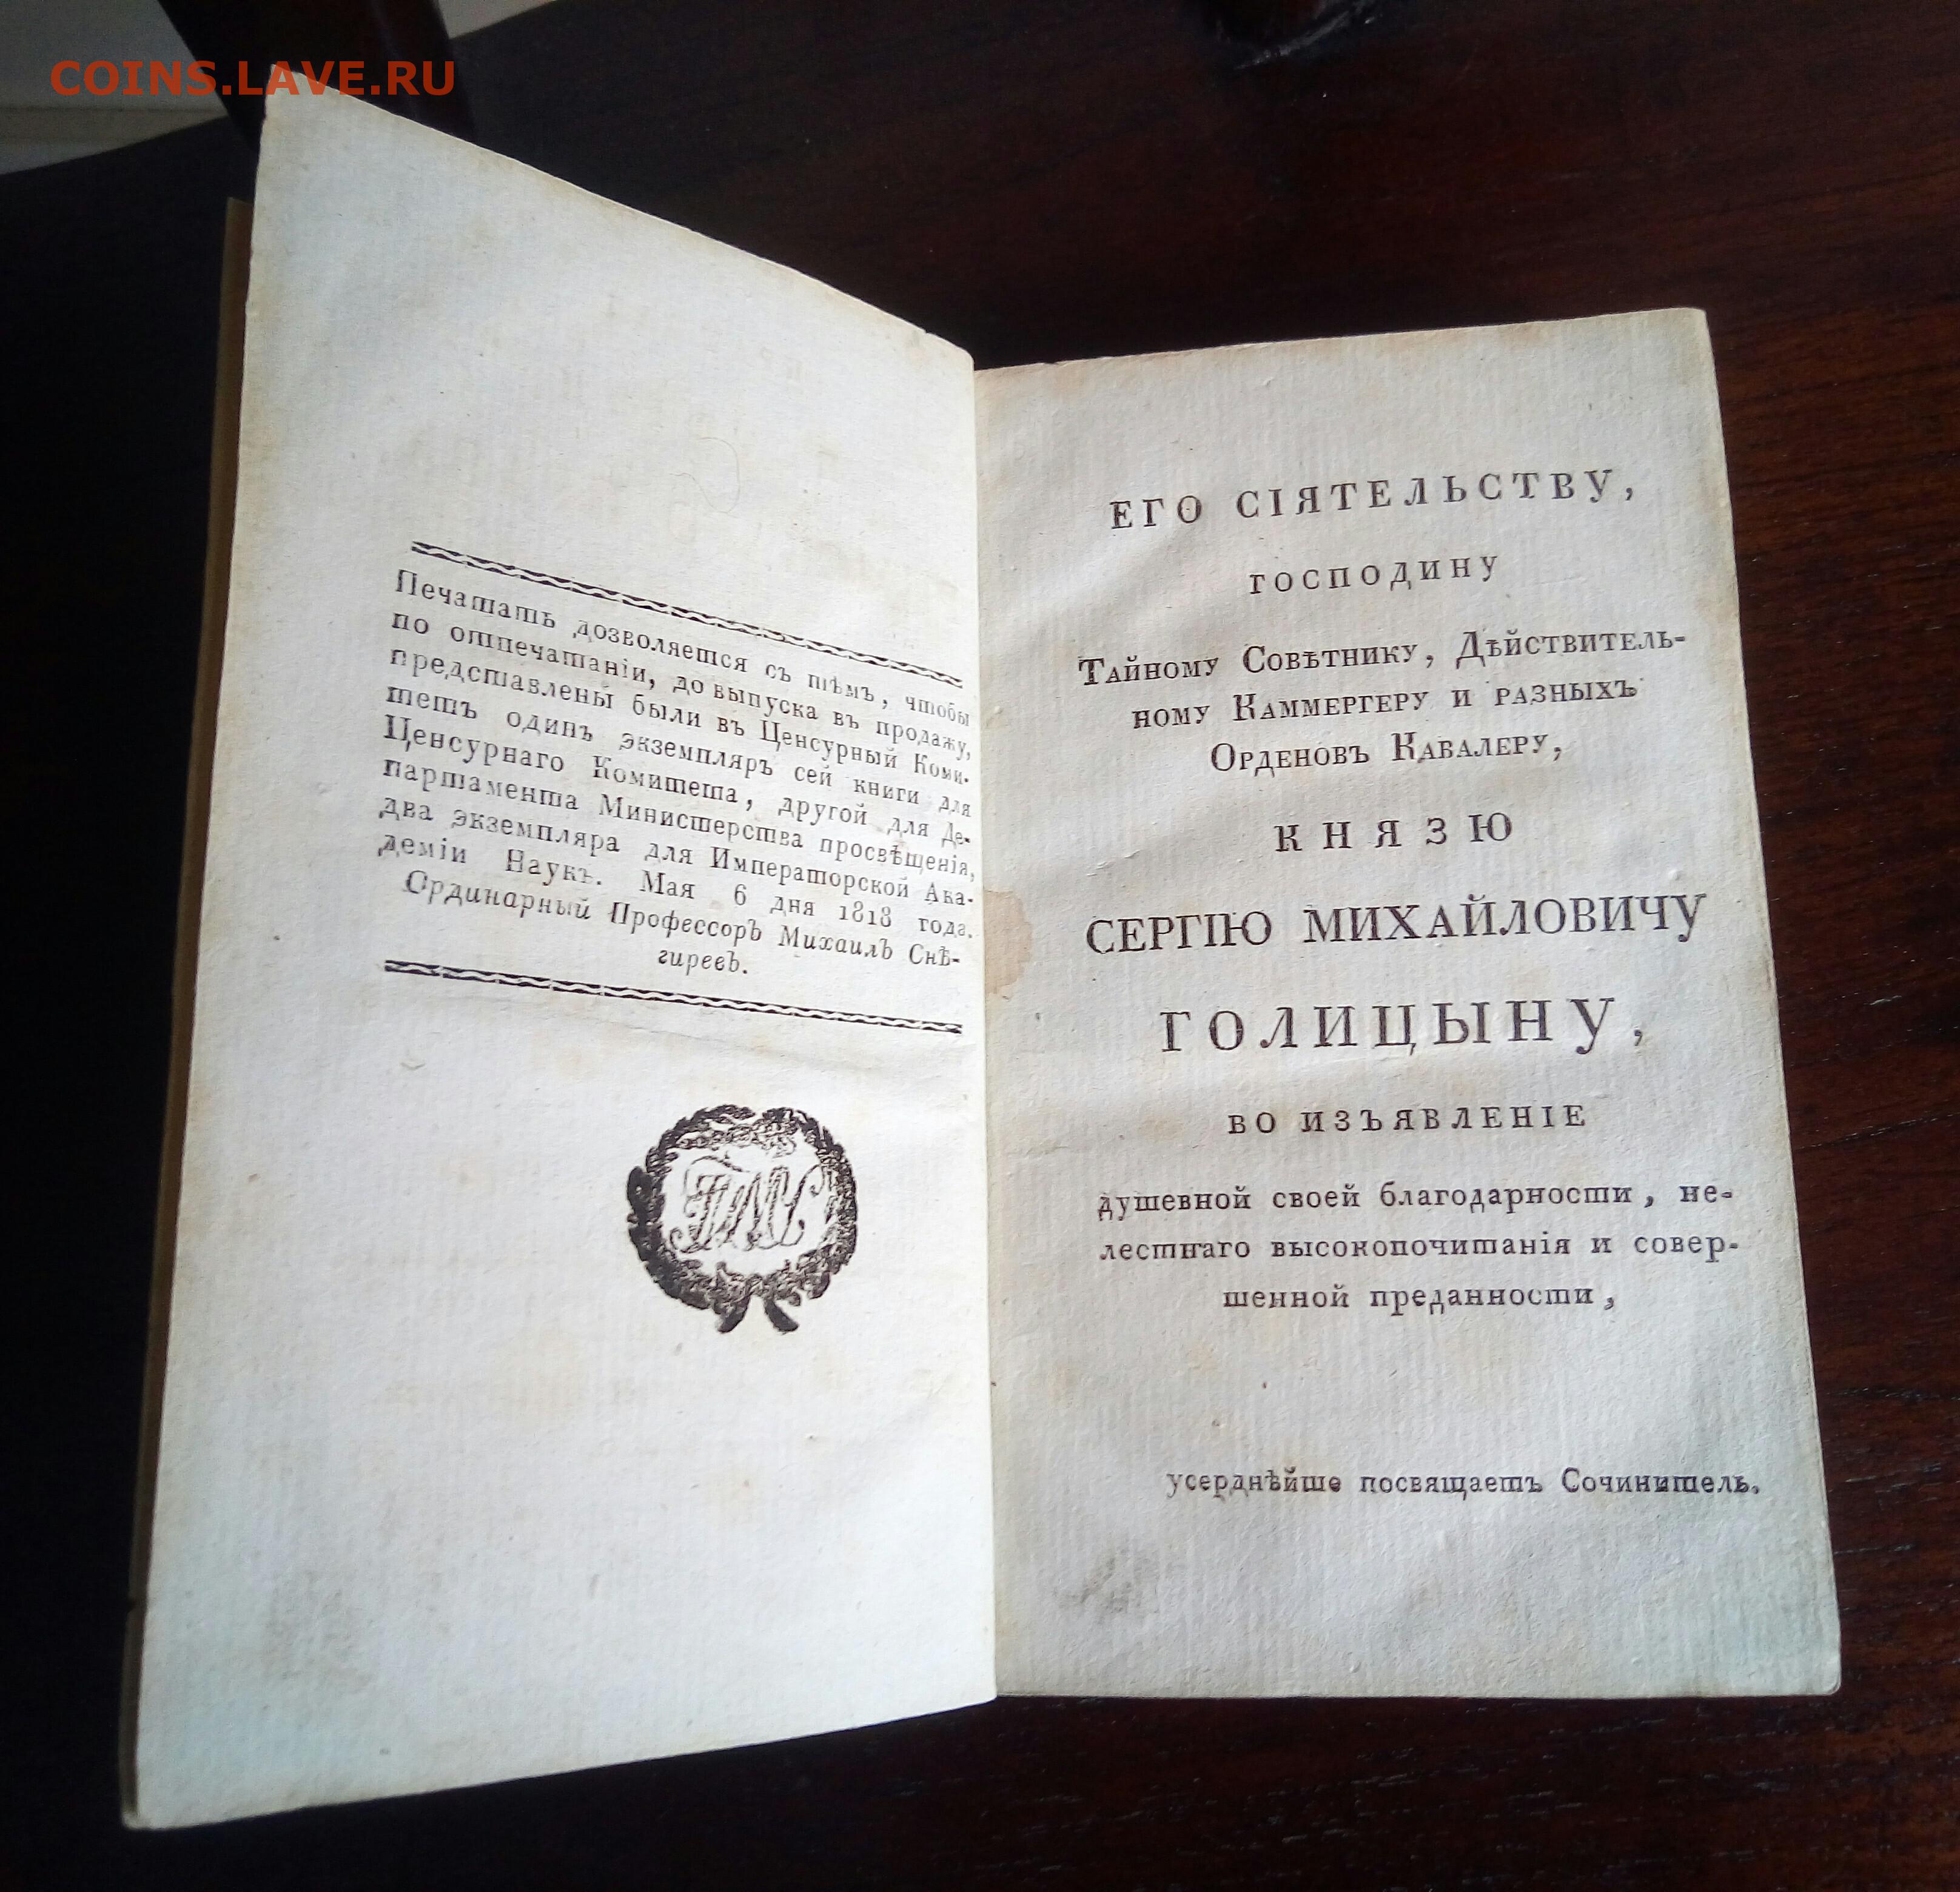 COINS.LAVE.RU
Печатать дозволяется съ тѣмъ, чтобы
по отпечатаніи, до выпуска въ продажу,
представлены были въ Ценсурный Коми-
тетъ одинъ экземпляръ сей книги для
Ценсурнаго Комитета, другой для Де-
партамента Министерства просвѣщенія,
два экземпляра для Императорской Ака-
деміи Наукъ. Мая 6 дня 1818 года.
Ординарный Профессоръ Михаилъ Снѣ-
гиревъ.
ЕГО СІЯТЕЛЬСТВУ,
ГОСПОДИНУ
Тайному Совѣтнику, Дѣйствитель-
ному Каммергеру и разныхъ
Орденовъ Кавалеру,
КНЯЗЮ
СЕРГІЮ МИХАЙЛОВИЧУ
ГОЛИЦЫНУ,
ВО ИЗЪЯВЛЕНІЕ
душевной своей благодарности, не-
лестнаго высокопочитанія и совер-
шенной преданности,
усерднѣйше посвящаетъ Сочинитель.